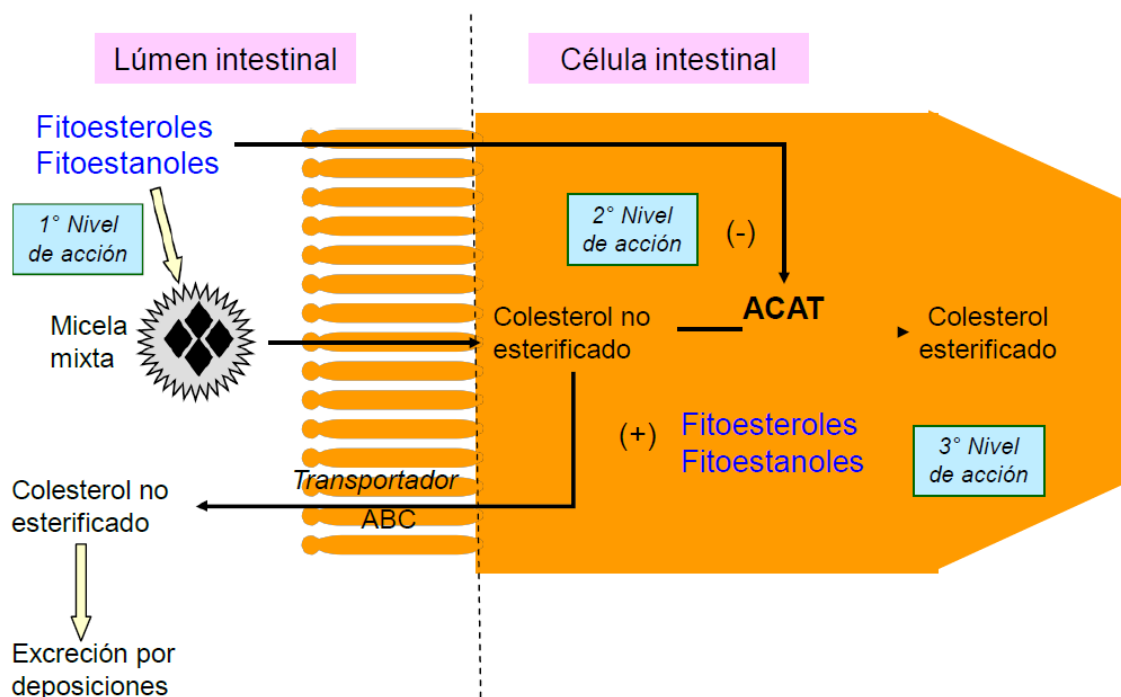 Lúmen intestinal
Célula intestinal
Fitoesteroles
Fitoestanoles
1° Nivel
de acción
2° Nivel
de acción
(-)
Micela
mixta
Colesterol no
esterificado
ACAT
Colesterol
esterificado
(+)
Fitoesteroles
Fitoestanoles
3° Nivel
de acción
Transportador
ABC
Colesterol no
esterificado
Excreción por
deposiciones